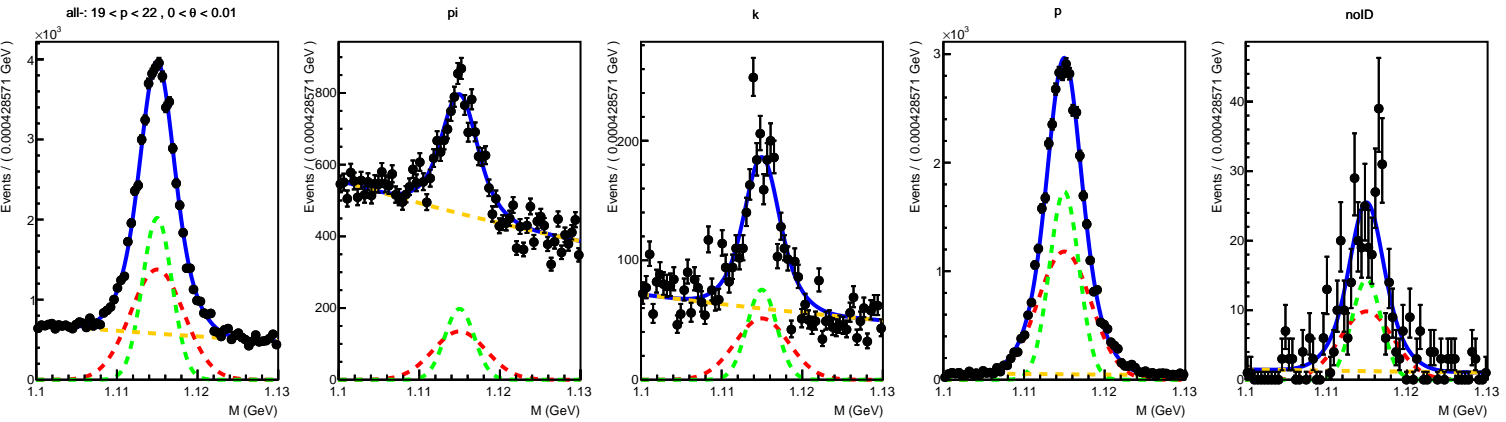 all-: 19 < p < 22 , 0 < θ < 0.01
×10³
Events / ( 0.000428571 GeV )
4
3
2
1
0
1.1 1.11 1.12 1.13
M (GeV)
pi
Events / ( 0.000428571 GeV )
800
600
400
200
0
1.1 1.11 1.12 1.13
M (GeV)
k
Events / ( 0.000428571 GeV )
200
100
0
1.1 1.11 1.12 1.13
M (GeV)
p
×10³
Events / ( 0.000428571 GeV )
3
2
1
0
1.1 1.11 1.12 1.13
M (GeV)
noID
Events / ( 0.000428571 GeV )
40
30
20
10
0
1.1 1.11 1.12 1.13
M (GeV)